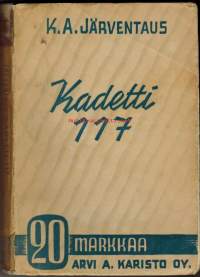 K. A. JÄRVENTAUS
Kadetti
117
20 MARKKAA
ARVI A. KARISTO OY.